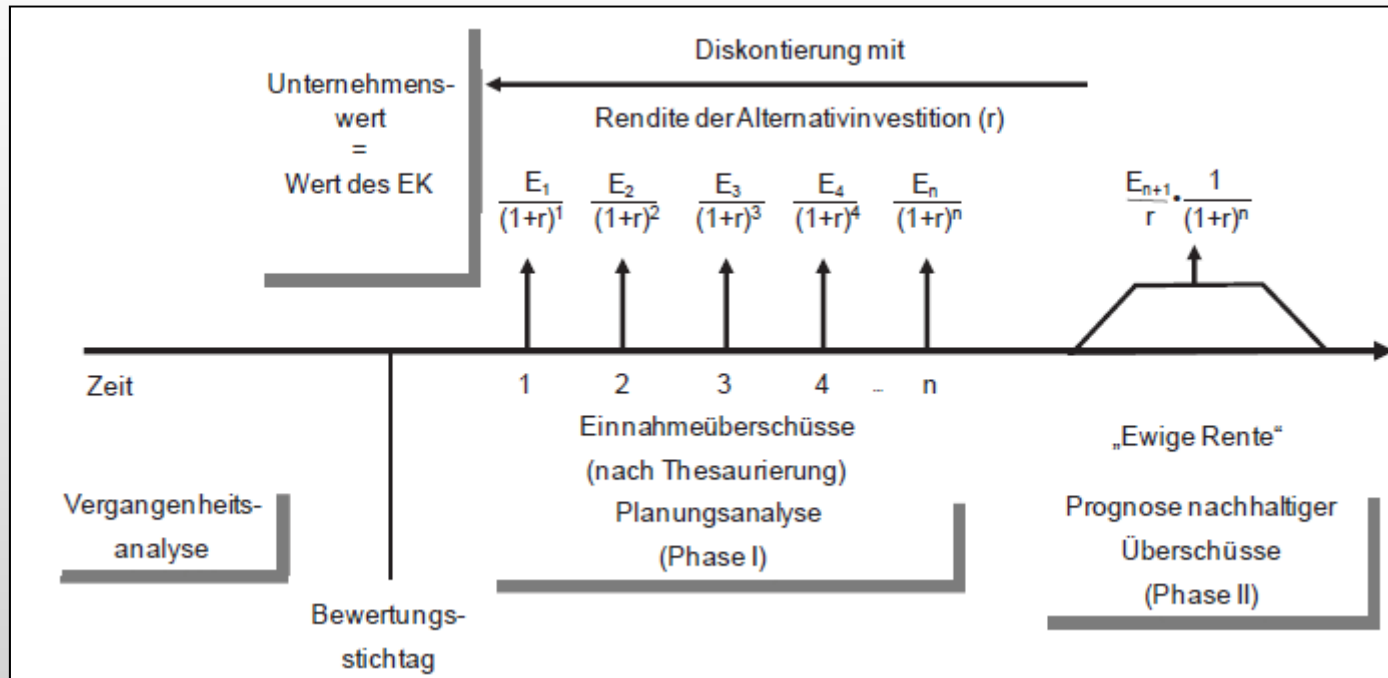 Diskontierung mit
Unternehmens-
wert
=
Wert des EK
Rendite der Alternativinvestition (r)
E₁/(1+r)¹ E₂/(1+r)² E₃/(1+r)³ E₄/(1+r)⁴ Eₙ/(1+r)ⁿ Eₙ₊₁/r · 1/(1+r)ⁿ
Zeit 1 2 3 4 ... n
Einnahmeüberschüsse
(nach Thesaurierung)
Planungsanalyse
(Phase I)
„Ewige Rente“
Prognose nachhaltiger
Überschüsse
(Phase II)
Vergangenheits-
analyse
Bewertungs-
stichtag